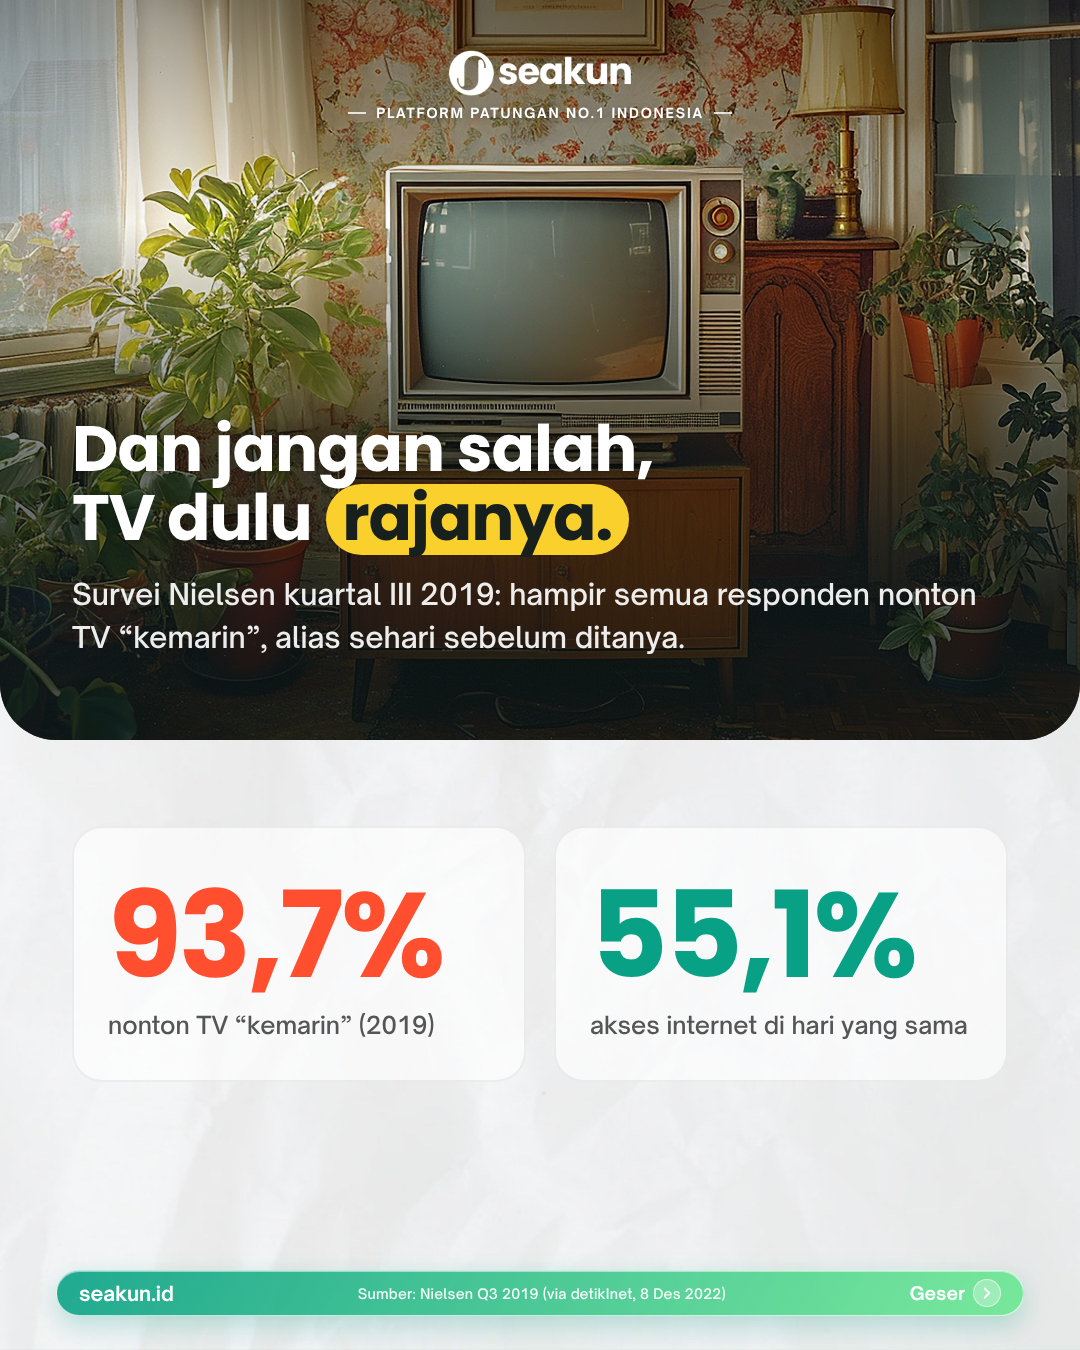 seakun
PLATFORM PATUNGAN NO.1 INDONESIA
Dan jangan salah,
TV dulu rajanya.
Survei Nielsen kuartal III 2019: hampir semua responden nonton
TV “kemarin”, alias sehari sebelum ditanya.
93,7%
nonton TV “kemarin” (2019)
55,1%
akses internet di hari yang sama
seakun.id
Sumber: Nielsen Q3 2019 (via detikInet, 8 Des 2022)
Geser